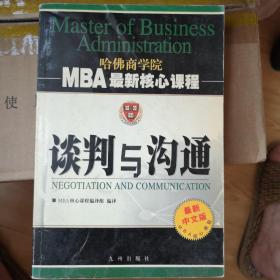 Master of Business
Administration
哈佛商学院
MBA最新核心课程
谈判与沟通
NEGOTIATION AND COMMUNICATION
■ MBA核心课程编译组 编译
最新
中文版
九州出版社
使